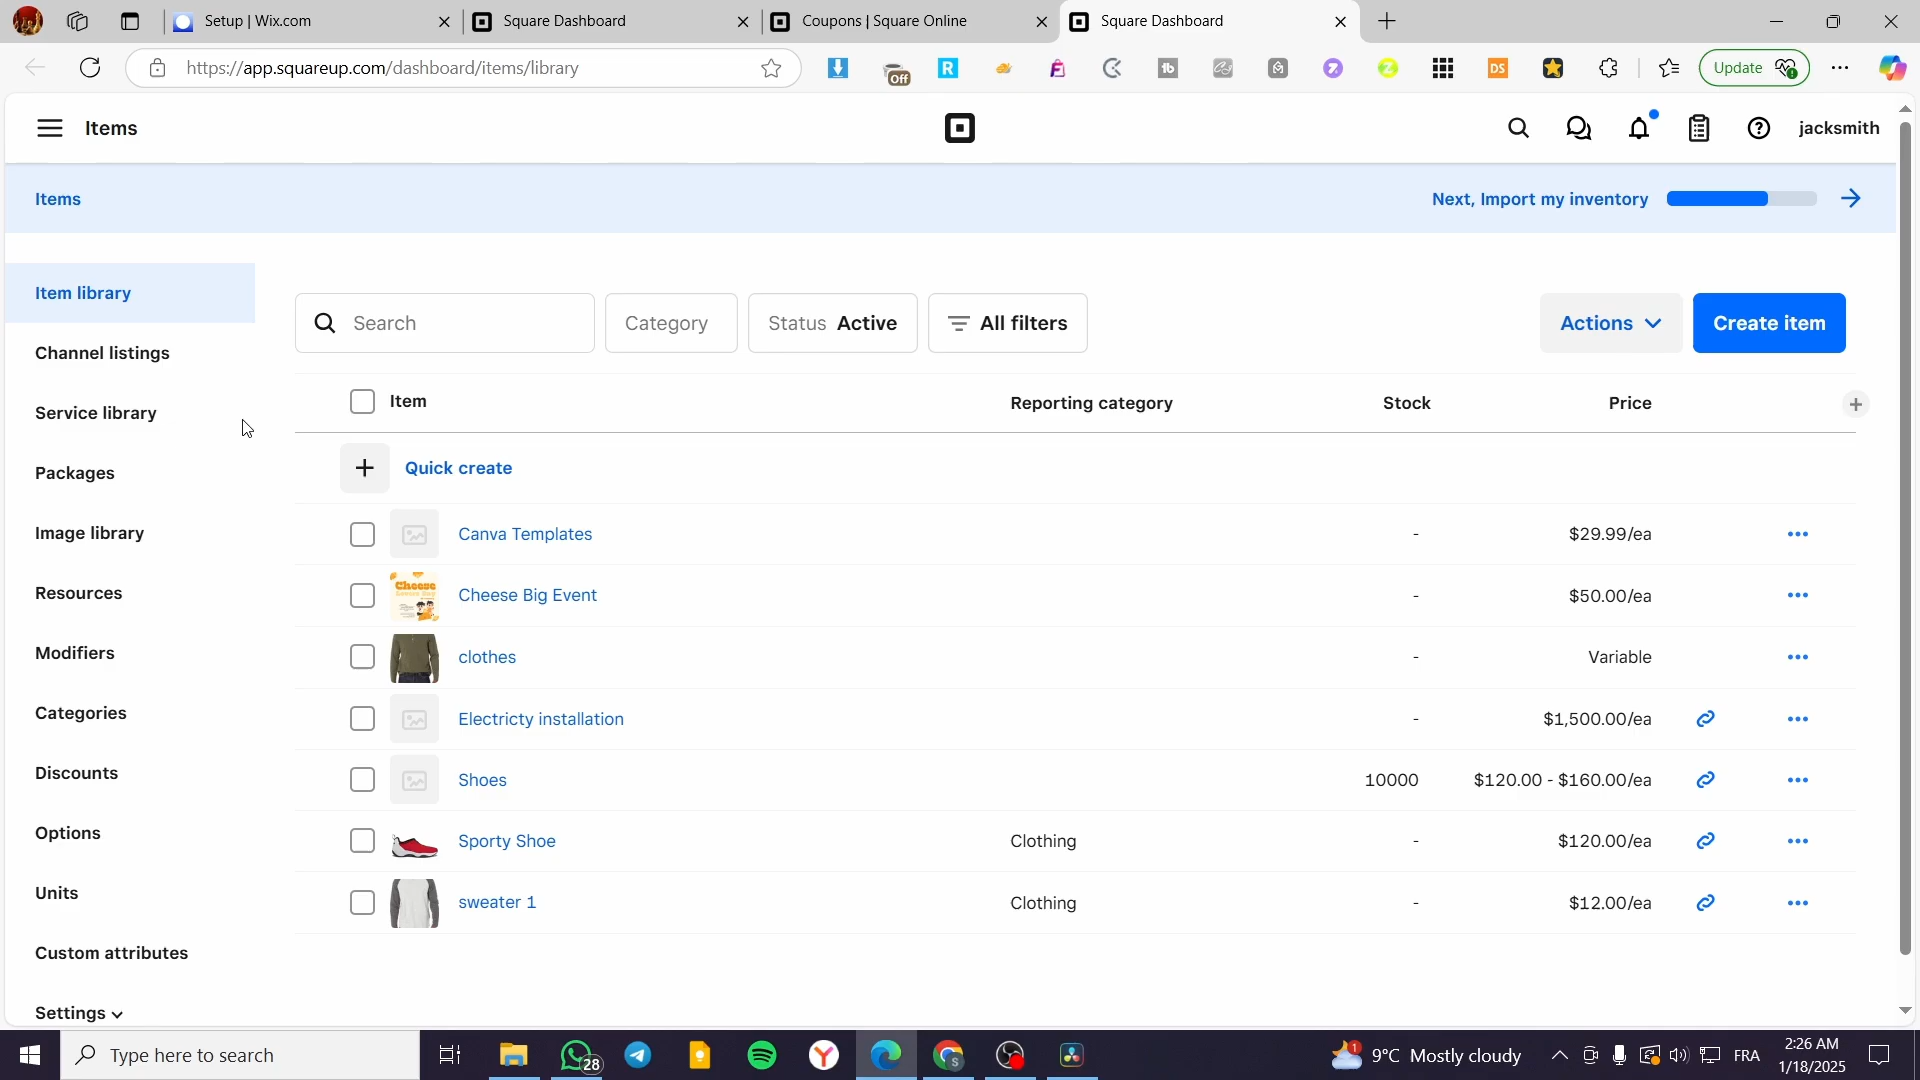 Setup | Wix.com
Square Dashboard
Coupons | Square Online
Square Dashboard
https://app.squareup.com/dashboard/items/library
Off
R
tb
DS
Update
Items
jacksmith
Items
Next, Import my inventory
Item library
Channel listings
Service library
Packages
Image library
Resources
Modifiers
Categories
Discounts
Options
Units
Custom attributes
Settings
Search
Category
Status Active
All filters
Actions
Create item
Item
Reporting category
Stock
Price
Quick create
Canva Templates
-
$29.99/ea
Cheese
Cheese Big Event
-
$50.00/ea
clothes
-
Variable
Electricty installation
-
$1,500.00/ea
Shoes
10000
$120.00 - $160.00/ea
Sporty Shoe
Clothing
-
$120.00/ea
sweater 1
Clothing
-
$12.00/ea
Type here to search
28
1
9°C Mostly cloudy
FRA
2:26 AM
1/18/2025